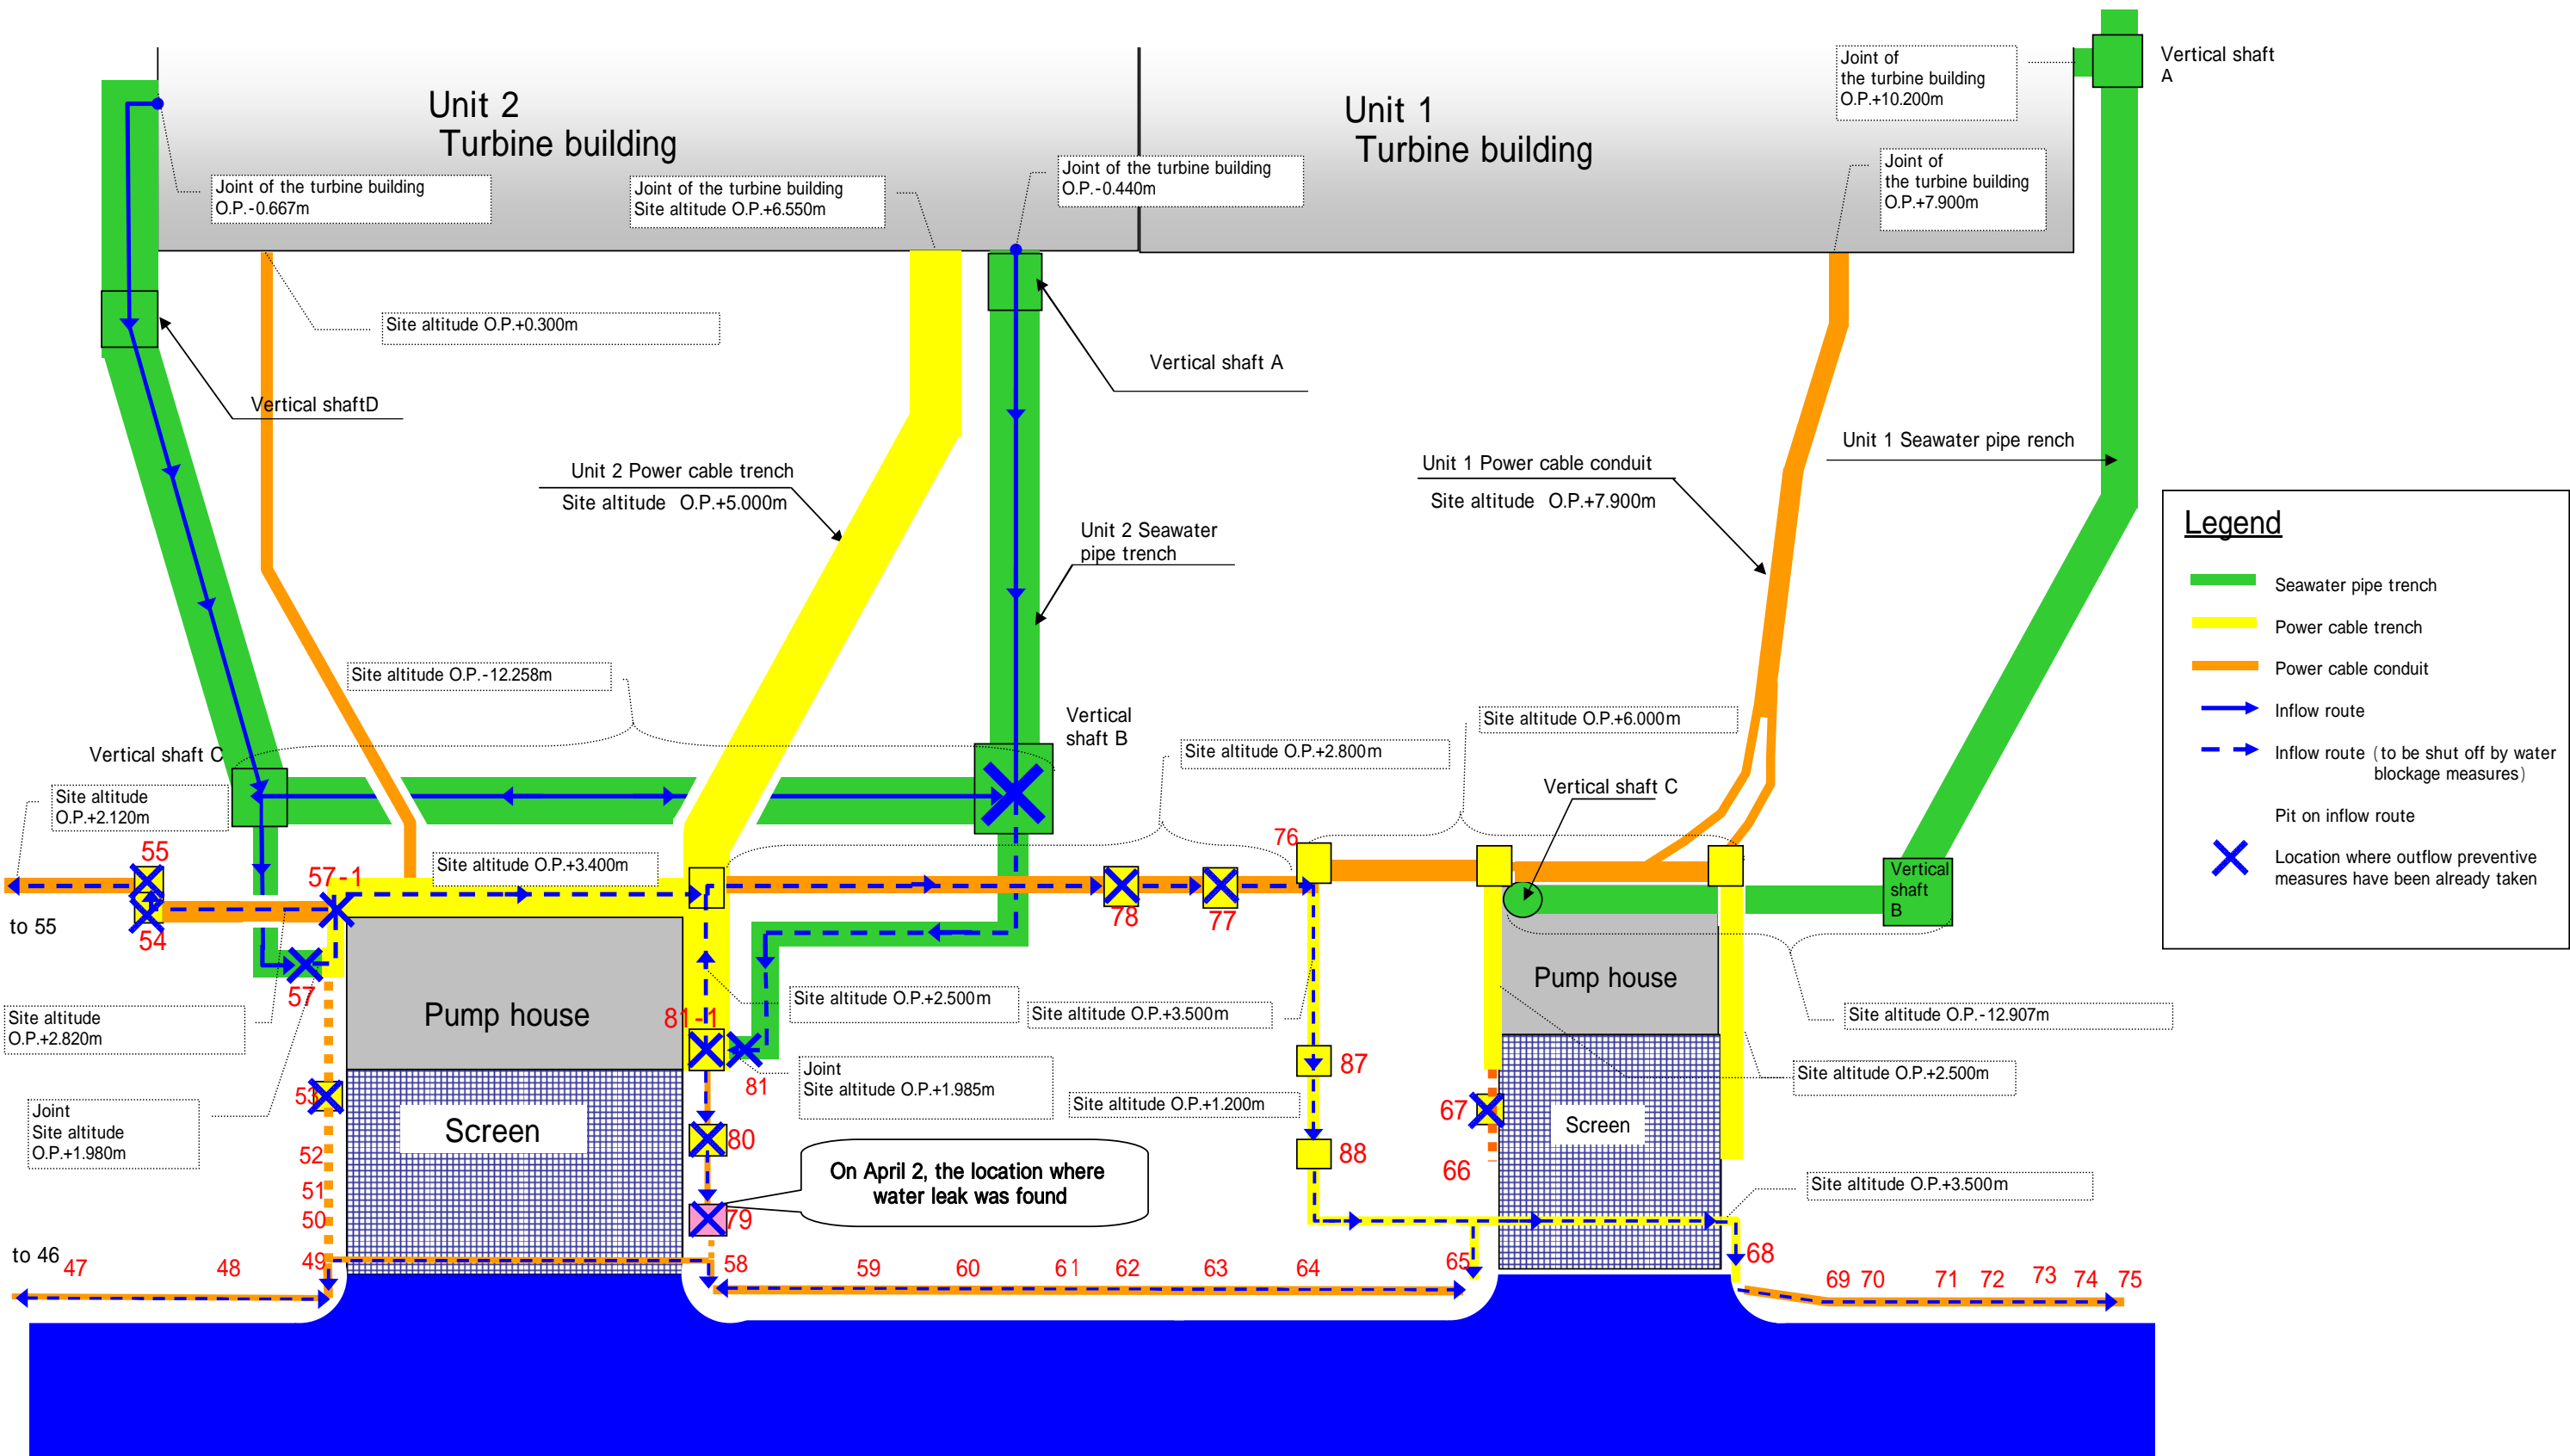 Unit 2
Turbine building
Unit 1
Turbine building
Joint of
the turbine building
O.P.+10.200m
Vertical shaft
A
Joint of the turbine building
O.P.-0.667m
Joint of the turbine building
Site altitude O.P.+6.550m
Joint of the turbine building
O.P.-0.440m
Joint of
the turbine building
O.P.+7.900m
Site altitude O.P.+0.300m
Vertical shaftD
Vertical shaft A
Unit 2 Power cable trench
Site altitude O.P.+5.000m
Unit 1 Power cable conduit
Site altitude O.P.+7.900m
Unit 1 Seawater pipe rench
Unit 2 Seawater
pipe trench
Legend
Seawater pipe trench
Power cable trench
Power cable conduit
Inflow route
Inflow route (to be shut off by water
blockage measures)
Pit on inflow route
Location where outflow preventive
measures have been already taken
Site altitude O.P.-12.258m
Vertical
shaft B
Site altitude O.P.+6.000m
Site altitude O.P.+2.800m
Vertical shaft C
Vertical shaft C
Site altitude
O.P.+2.120m
55
57-1
Site altitude O.P.+3.400m
76
Vertical
shaft
B
to 55
54
78
77
57
Pump house
Pump house
Site altitude O.P.+2.500m
Site altitude O.P.+3.500m
Site altitude O.P.-12.907m
Site altitude
O.P.+2.820m
81-1
81
Joint
Site altitude O.P.+1.985m
87
Site altitude O.P.+2.500m
53
Joint
Site altitude
O.P.+1.980m
Site altitude O.P.+1.200m
67
Screen
Screen
80
88
52
66
On April 2, the location where
water leak was found
Site altitude O.P.+3.500m
51
50
79
to 46
47
48
49
58
59
60
61
62
63
64
65
68
69
70
71
72
73
74
75